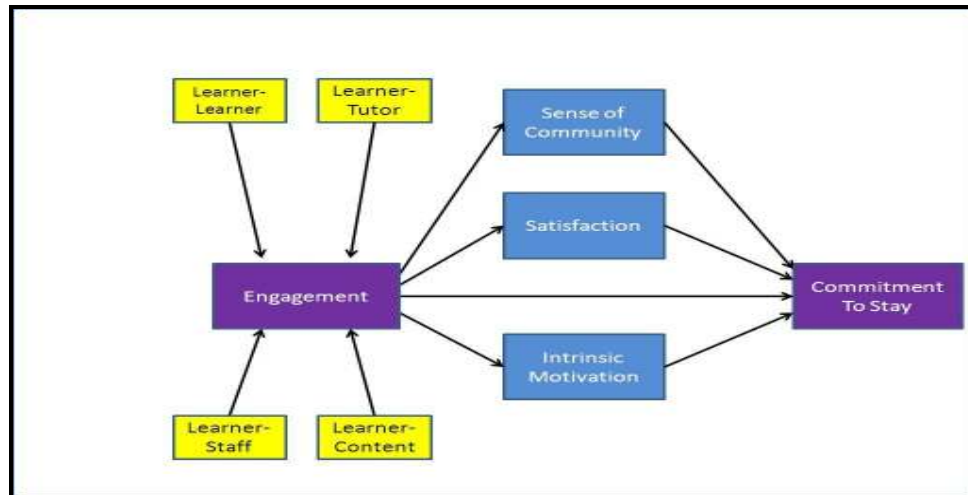 Learner-
Learner
Learner-
Tutor
Sense of
Community
Satisfaction
Engagement
Commitment
To Stay
Intrinsic
Motivation
Learner-
Staff
Learner-
Content